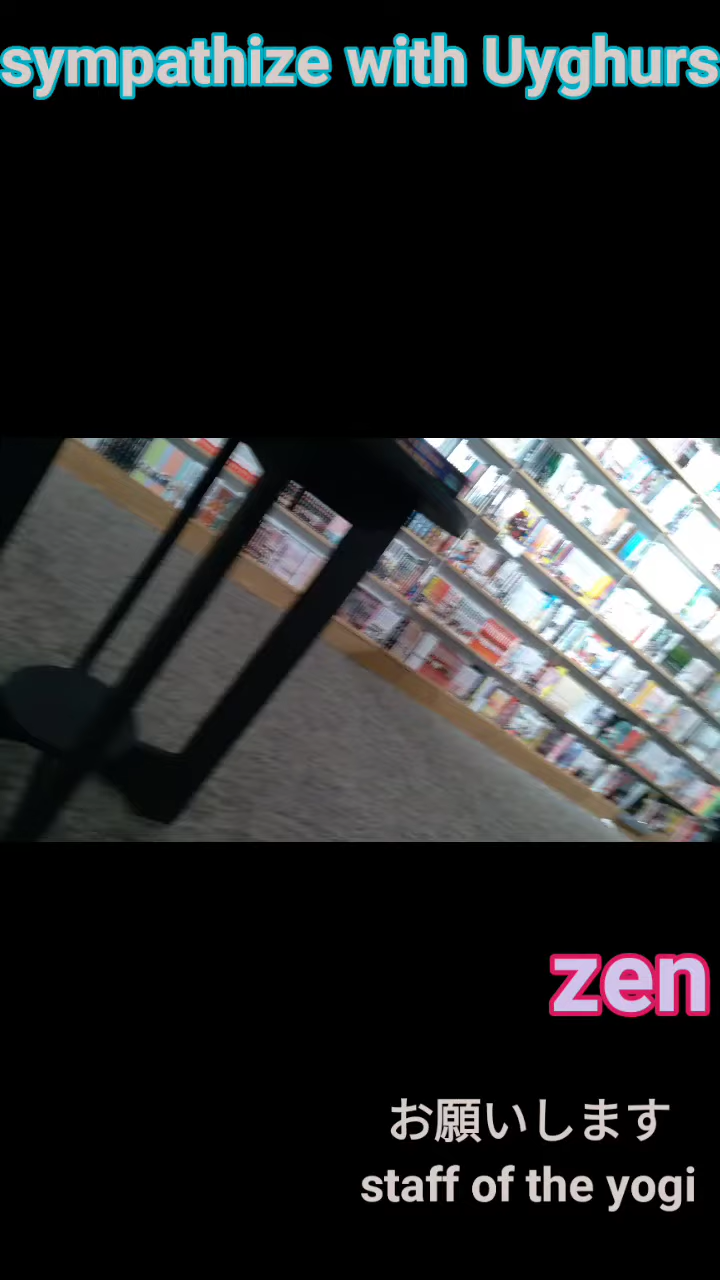 sympathize with Uyghurs
zen
お願いします
staff of the yogi